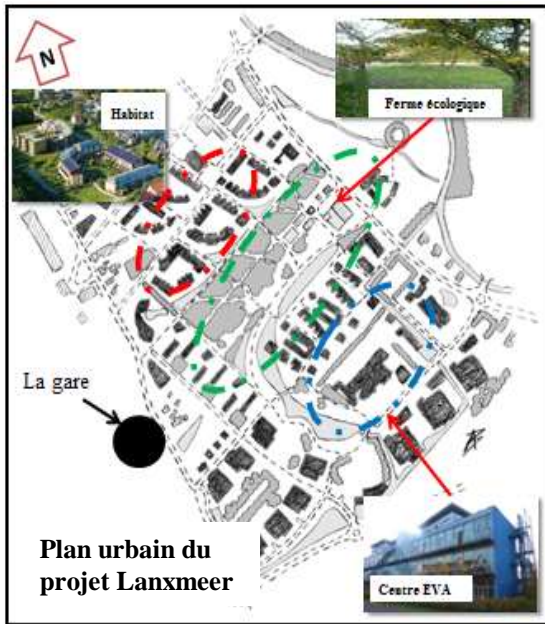 N
Habitat
Ferme écologique
La gare
Plan urbain du
projet Lanxmeer
Centre EVA